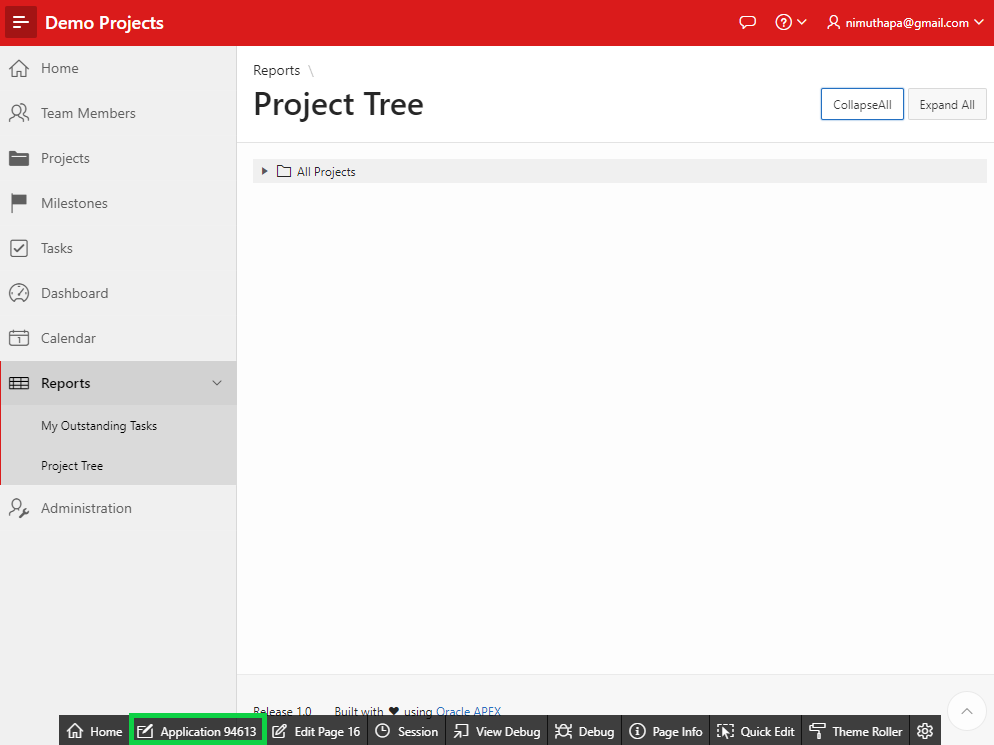 Demo Projects
nimuthapa@gmail.com
Home
Team Members
Projects
Milestones
Tasks
Dashboard
1
Calendar
Reports
My Outstanding Tasks
Project Tree
Administration
Reports \
Project Tree
CollapseAll
Expand All
All Projects
Release 1.0 Built with ♥ using Oracle APEX
Home
Application 94613
Edit Page 16
Session
View Debug
Debug
Page Info
Quick Edit
Theme Roller